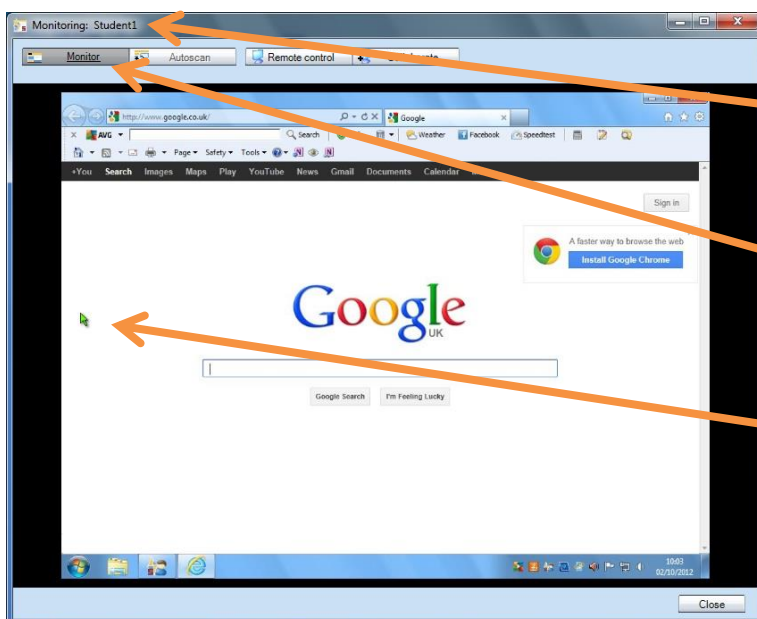 Monitoring: Student1
Monitor Autoscan Remote control
http://www.google.co.uk/ Google
AVG Search Weather Facebook Speedtest
Page Safety Tools
+You Search Images Maps Play YouTube News Gmail Documents Calendar
Sign in
A faster way to browse the web
Install Google Chrome
Google
UK
Google Search I'm Feeling Lucky
10:03
02/10/2012
Close